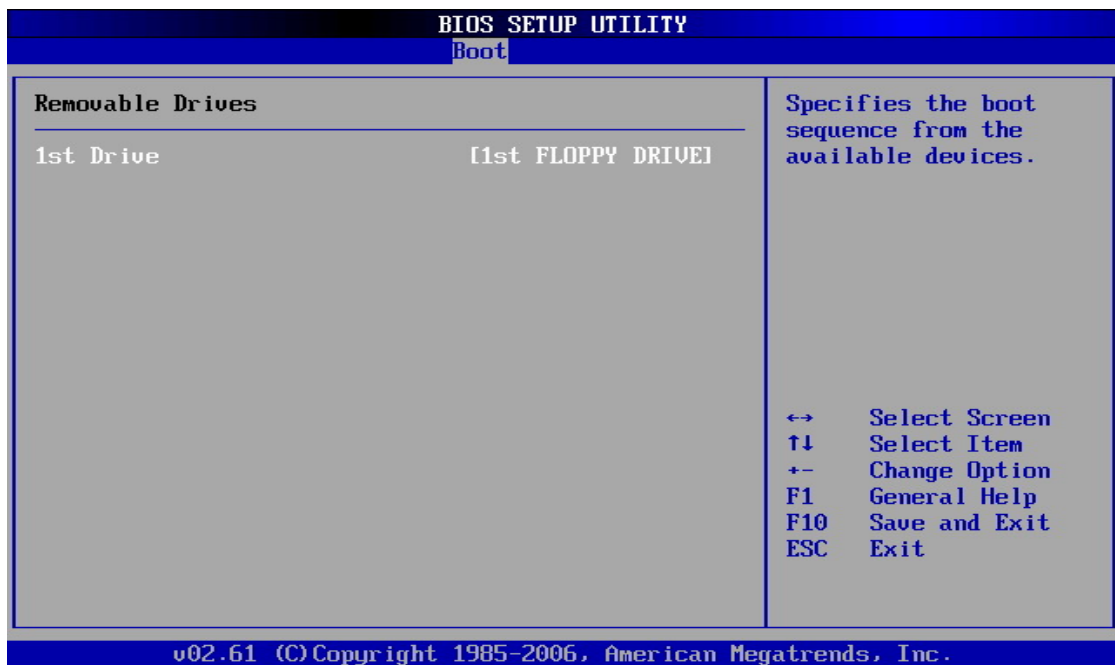 BIOS SETUP UTILITY
Boot
Removable Drives
1st Drive [1st FLOPPY DRIVE]
Specifies the boot
sequence from the
available devices.
←→ Select Screen
↑↓ Select Item
+- Change Option
F1 General Help
F10 Save and Exit
ESC Exit
v02.61 (C)Copyright 1985-2006, American Megatrends, Inc.